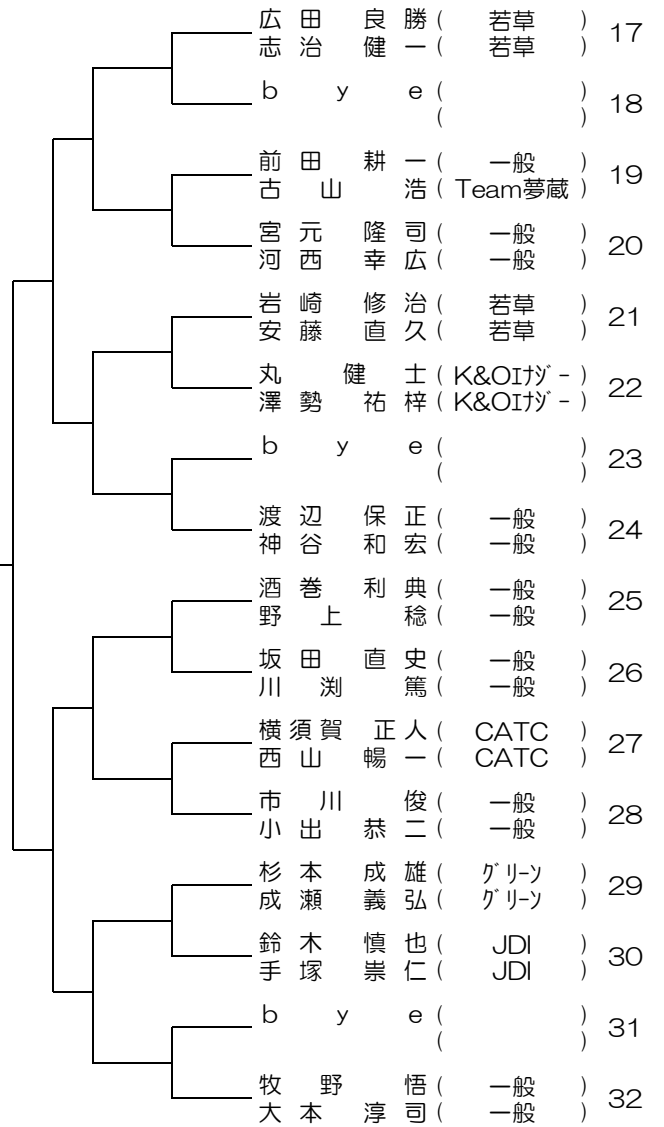 広田 良勝 ( 若草 ) 17
志治 健一 ( 若草 )
bye ( ) 18
( )
前田 耕一 ( 一般 ) 19
古山 浩 ( Team夢蔵 )
宮元 隆司 ( 一般 ) 20
河西 幸広 ( 一般 )
岩崎 修治 ( 若草 ) 21
安藤 直久 ( 若草 )
丸 健士 ( K&Oｴﾅｼﾞｰ ) 22
澤勢 祐梓 ( K&Oｴﾅｼﾞｰ )
bye ( ) 23
( )
渡辺 保正 ( 一般 ) 24
神谷 和宏 ( 一般 )
酒巻 利典 ( 一般 ) 25
野上 稔 ( 一般 )
坂田 直史 ( 一般 ) 26
川渕 篤 ( 一般 )
横須賀 正人 ( CATC ) 27
西山 暢一 ( CATC )
市川 俊 ( 一般 ) 28
小出 恭二 ( 一般 )
杉本 成雄 ( ｸﾞﾘｰﾝ ) 29
成瀬 義弘 ( ｸﾞﾘｰﾝ )
鈴木 慎也 ( JDI ) 30
手塚 崇仁 ( JDI )
bye ( ) 31
( )
牧野 悟 ( 一般 ) 32
大本 淳司 ( 一般 )